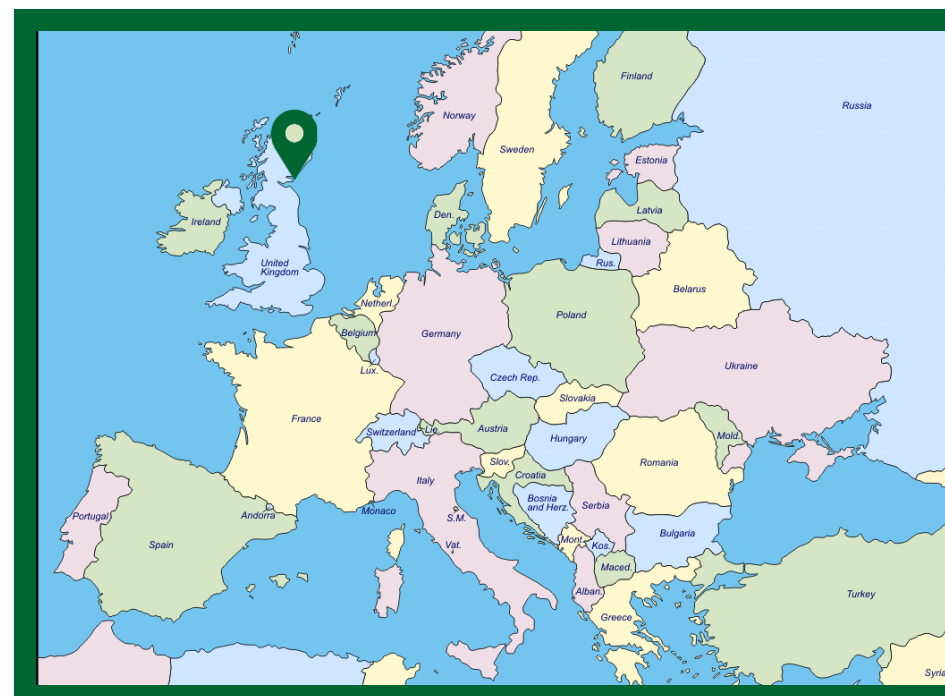 Finland
Russia
Norway
Sweden
Estonia
Latvia
Den.
Ireland
Lithuania
United
Kingdom
Rus.
Belarus
Netherl.
Poland
Belgium
Germany
Ukraine
Lux.
Czech Rep.
Slovakia
France
Switzerland
Lie.
Austria
Hungary
Mold.
Slov.
Romania
Italy
Croatia
Portugal
Andorra
Monaco
Bosnia
and Herz.
Serbia
S.M.
Bulgaria
Spain
Vat.
Mont.
Kos.
Maced.
Alban.
Turkey
Greece
Syria